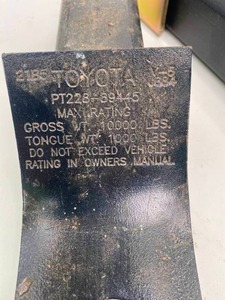 TOYOTA
PT228-89445
MAX RATING
GROSS WT. 10000 LBS.
TONGUE WT. 1000 LBS.
DO NOT EXCEED VEHICLE
RATING IN OWNERS MANUAL